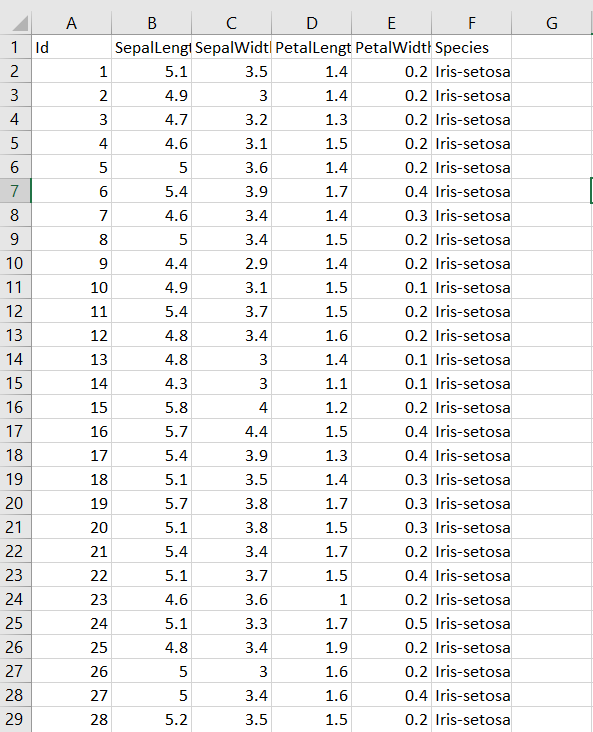 A B C D E F G
1 Id SepalLengt SepalWidtl PetalLengt PetalWidth Species
2 1 5.1 3.5 1.4 0.2 Iris-setosa
3 2 4.9 3 1.4 0.2 Iris-setosa
4 3 4.7 3.2 1.3 0.2 Iris-setosa
5 4 4.6 3.1 1.5 0.2 Iris-setosa
6 5 5 3.6 1.4 0.2 Iris-setosa
7 6 5.4 3.9 1.7 0.4 Iris-setosa
8 7 4.6 3.4 1.4 0.3 Iris-setosa
9 8 5 3.4 1.5 0.2 Iris-setosa
10 9 4.4 2.9 1.4 0.2 Iris-setosa
11 10 4.9 3.1 1.5 0.1 Iris-setosa
12 11 5.4 3.7 1.5 0.2 Iris-setosa
13 12 4.8 3.4 1.6 0.2 Iris-setosa
14 13 4.8 3 1.4 0.1 Iris-setosa
15 14 4.3 3 1.1 0.1 Iris-setosa
16 15 5.8 4 1.2 0.2 Iris-setosa
17 16 5.7 4.4 1.5 0.4 Iris-setosa
18 17 5.4 3.9 1.3 0.4 Iris-setosa
19 18 5.1 3.5 1.4 0.3 Iris-setosa
20 19 5.7 3.8 1.7 0.3 Iris-setosa
21 20 5.1 3.8 1.5 0.3 Iris-setosa
22 21 5.4 3.4 1.7 0.2 Iris-setosa
23 22 5.1 3.7 1.5 0.4 Iris-setosa
24 23 4.6 3.6 1 0.2 Iris-setosa
25 24 5.1 3.3 1.7 0.5 Iris-setosa
26 25 4.8 3.4 1.9 0.2 Iris-setosa
27 26 5 3 1.6 0.2 Iris-setosa
28 27 5 3.4 1.6 0.4 Iris-setosa
29 28 5.2 3.5 1.5 0.2 Iris-setosa